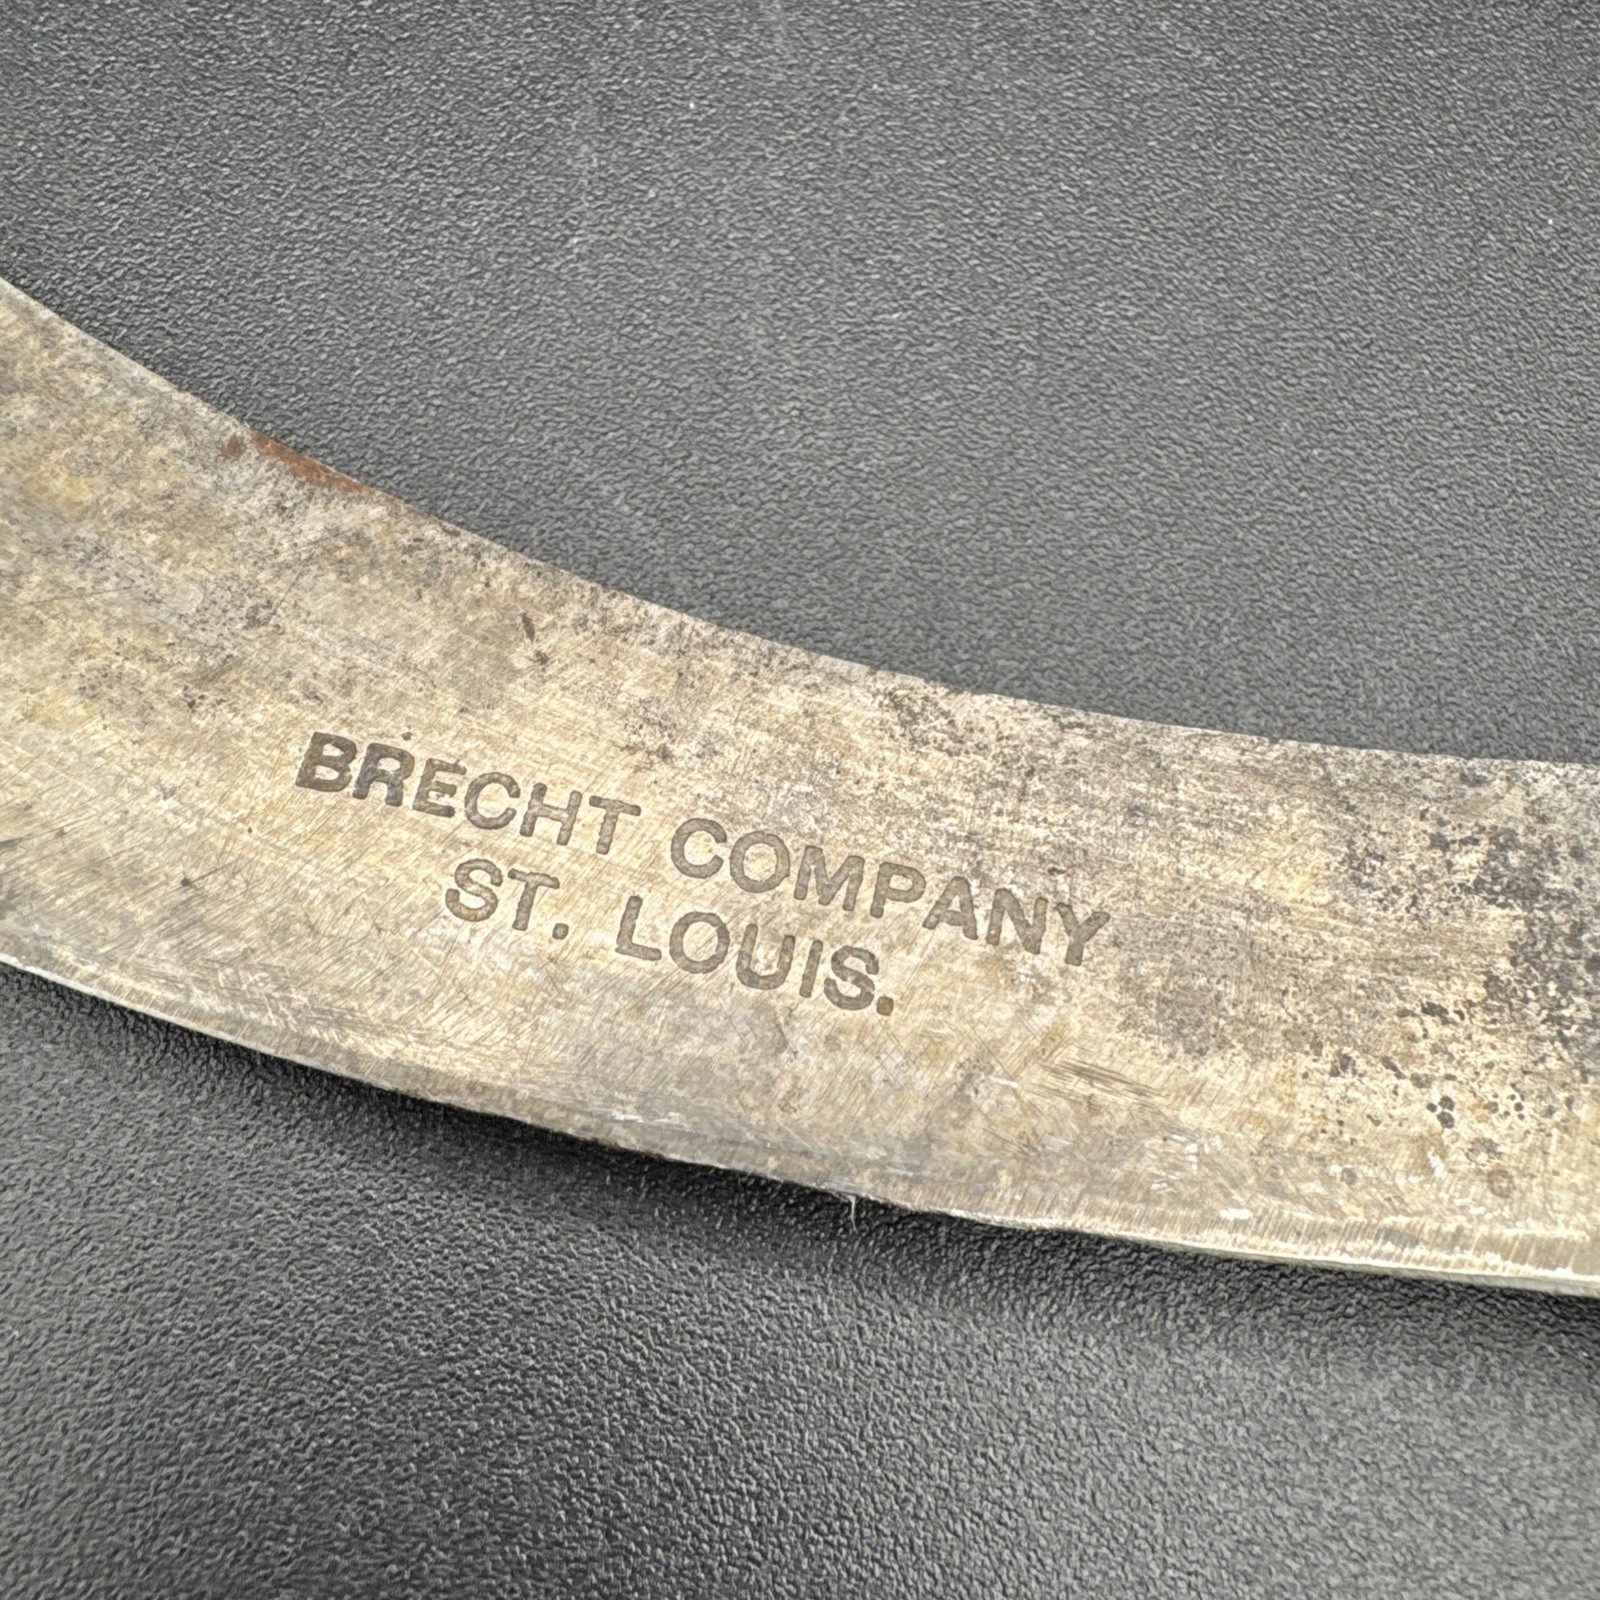 BRECHT COMPANY
ST. LOUIS.